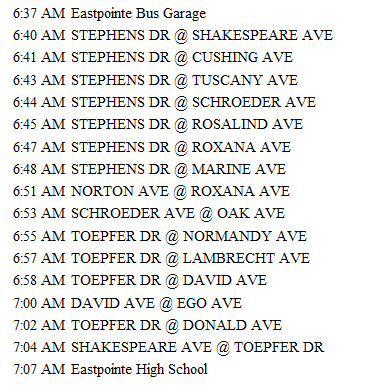 6:37 AM Eastpointe Bus Garage
6:40 AM STEPHENS DR @ SHAKESPEARE AVE
6:41 AM STEPHENS DR @ CUSHING AVE
6:43 AM STEPHENS DR @ TUSCANY AVE
6:44 AM STEPHENS DR @ SCHROEDER AVE
6:45 AM STEPHENS DR @ ROSALIND AVE
6:47 AM STEPHENS DR @ ROXANA AVE
6:48 AM STEPHENS DR @ MARINE AVE
6:51 AM NORTON AVE @ ROXANA AVE
6:53 AM SCHROEDER AVE @ OAK AVE
6:55 AM TOEPFER DR @ NORMANDY AVE
6:57 AM TOEPFER DR @ LAMBRECHT AVE
6:58 AM TOEPFER DR @ DAVID AVE
7:00 AM DAVID AVE @ EGO AVE
7:02 AM TOEPFER DR @ DONALD AVE
7:04 AM SHAKESPEARE AVE @ TOEPFER DR
7:07 AM Eastpointe High School